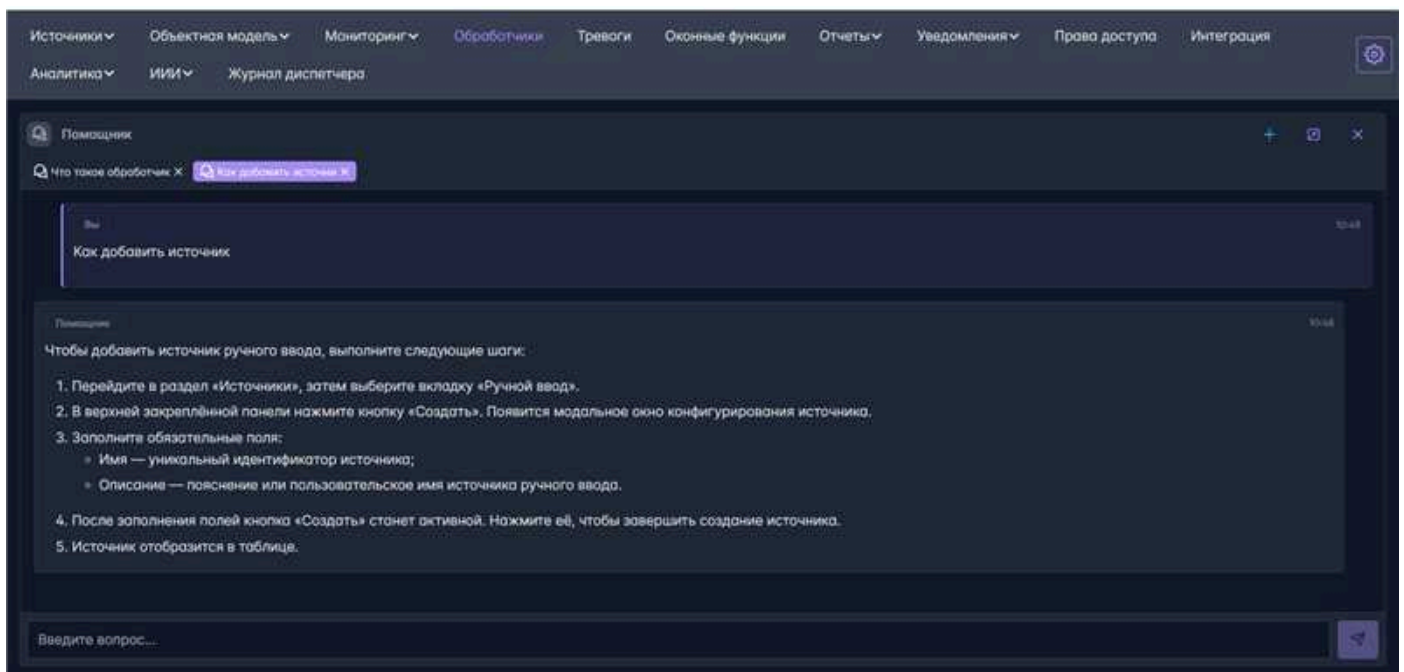 Источники Объектная модель Мониторинг Обработчики Тревоги Оконные функции Отчеты Уведомления Права доступа Интеграция
Аналитика ИИИ Журнал диспетчера
Помощник
Что такое обработчик Как добавить источни
Вы 10:48
Как добавить источник
Помощник 10:48
Чтобы добавить источник ручного ввода, выполните следующие шаги:
1. Перейдите в раздел «Источники», затем выберите вкладку «Ручной ввод».
2. В верхней закреплённой панели нажмите кнопку «Создать». Появится модальное окно конфигурирования источника.
3. Заполните обязательные поля:
Имя — уникальный идентификатор источника;
Описание — пояснение или пользовательское имя источника ручного ввода.
4. После заполнения полей кнопка «Создать» станет активной. Нажмите её, чтобы завершить создание источника.
5. Источник отобразится в таблице.
Введите вопрос...